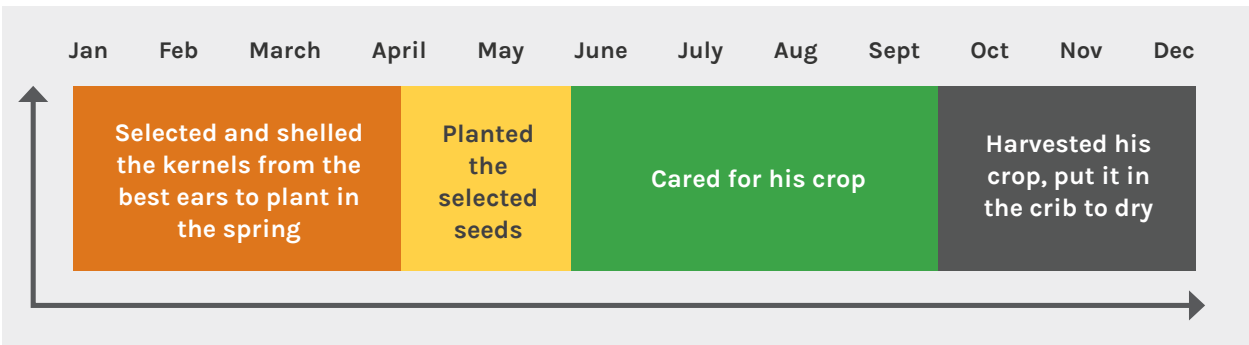 Jan Feb March April May June July Aug Sept Oct Nov Dec
Selected and shelled
the kernels from the
best ears to plant in
the spring
Planted
the
selected
seeds
Cared for his crop
Harvested his
crop, put it in
the crib to dry